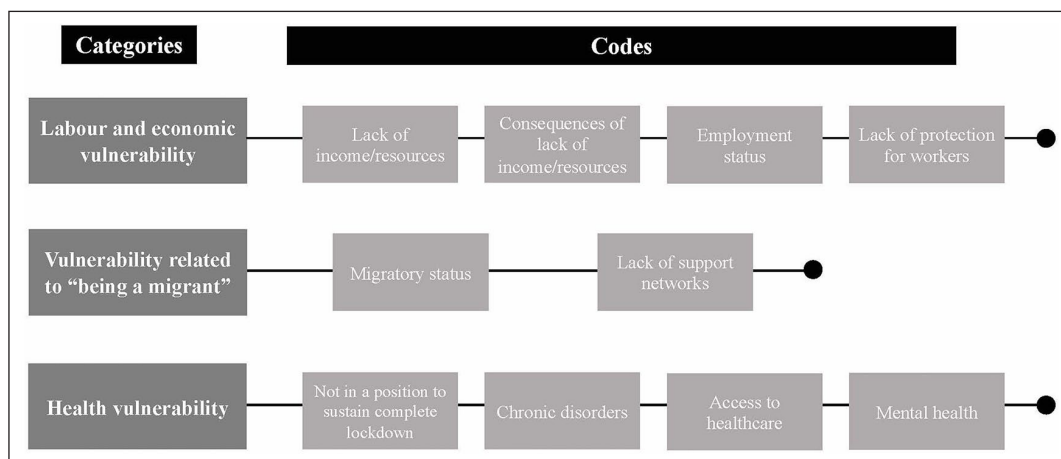 Categories
Codes
Labour and economic
vulnerability
Lack of
income/resources
Consequences of
lack of
income/resources
Employment
status
Lack of protection
for workers
Vulnerability related
to “being a migrant”
Migratory status
Lack of support
networks
Health vulnerability
Not in a position to
sustain complete
lockdown
Chronic disorders
Access to
healthcare
Mental health